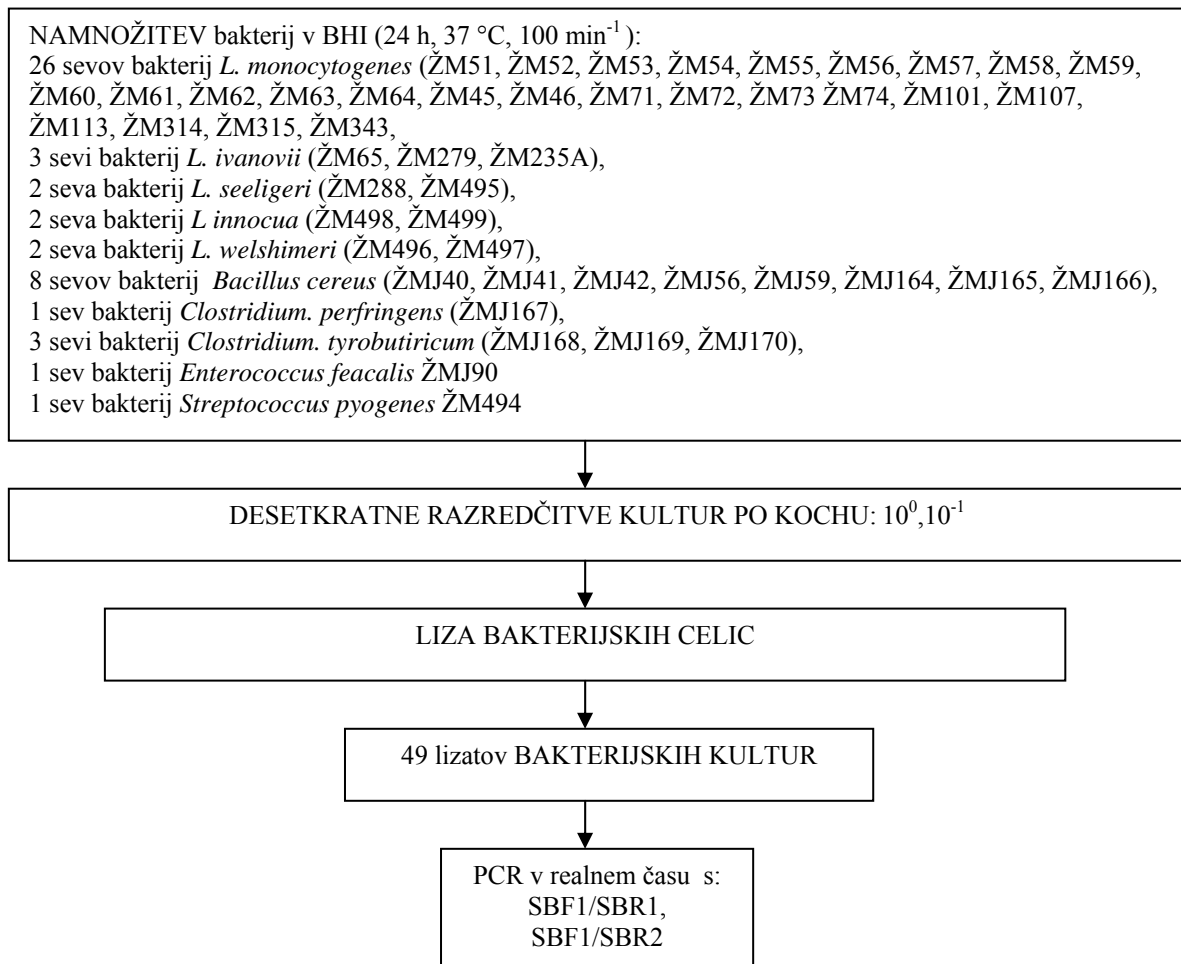 NAMNOŽITEV bakterij v BHI (24 h, 37 °C, 100 min⁻¹ ):
26 sevov bakterij L. monocytogenes (ŽM51, ŽM52, ŽM53, ŽM54, ŽM55, ŽM56, ŽM57, ŽM58, ŽM59,
ŽM60, ŽM61, ŽM62, ŽM63, ŽM64, ŽM45, ŽM46, ŽM71, ŽM72, ŽM73 ŽM74, ŽM101, ŽM107,
ŽM113, ŽM314, ŽM315, ŽM343,
3 sevi bakterij L. ivanovii (ŽM65, ŽM279, ŽM235A),
2 seva bakterij L. seeligeri (ŽM288, ŽM495),
2 seva bakterij L innocua (ŽM498, ŽM499),
2 seva bakterij L. welshimeri (ŽM496, ŽM497),
8 sevov bakterij Bacillus cereus (ŽMJ40, ŽMJ41, ŽMJ42, ŽMJ56, ŽMJ59, ŽMJ164, ŽMJ165, ŽMJ166),
1 sev bakterij Clostridium. perfringens (ŽMJ167),
3 sevi bakterij Clostridium. tyrobutiricum (ŽMJ168, ŽMJ169, ŽMJ170),
1 sev bakterij Enterococcus feacalis ŽMJ90
1 sev bakterij Streptococcus pyogenes ŽM494
DESETKRATNE RAZREDČITVE KULTUR PO KOCHU: 10⁰,10⁻¹
LIZA BAKTERIJSKIH CELIC
49 lizatov BAKTERIJSKIH KULTUR
PCR v realnem času s:
SBF1/SBR1,
SBF1/SBR2